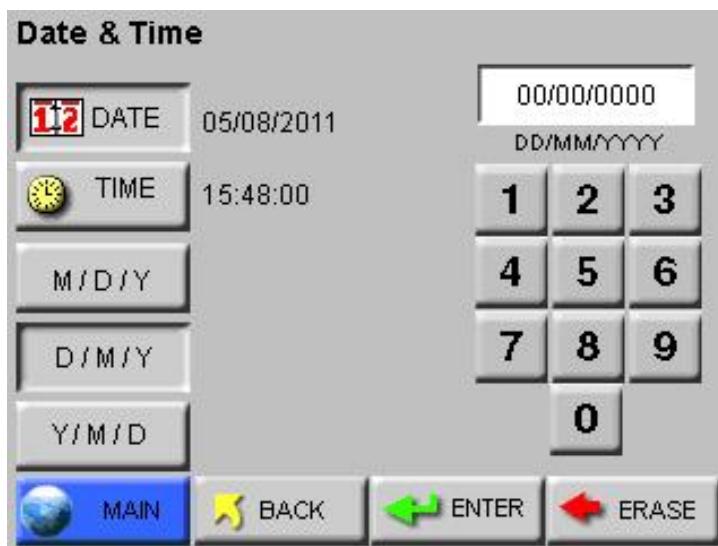 Date & Time
12 DATE 05/08/2011
00/00/0000
DD/MM/YYYY
TIME 15:48:00
1 2 3
M/D/Y
4 5 6
D/M/Y
7 8 9
Y/M/D
0
MAIN BACK ENTER ERASE